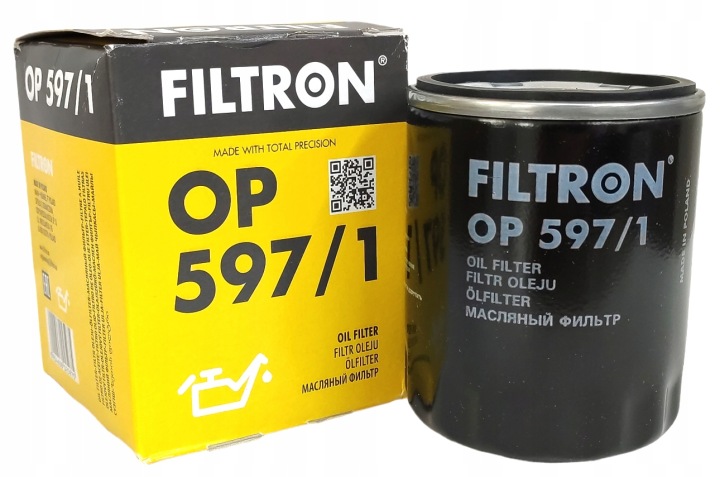 FILTRON
OP 597/1
FILTRON®
MADE WITH TOTAL PRECISION
OP
597/1
OIL FILTER
FILTR OLEJU
ÖLFILTER
МАСЛЯНЫЙ ФИЛЬТР
FILTRON®
OP 597/1
OIL FILTER
FILTR OLEJU
ÖLFILTER
МАСЛЯНЫЙ ФИЛЬТР
MADE IN POLAND